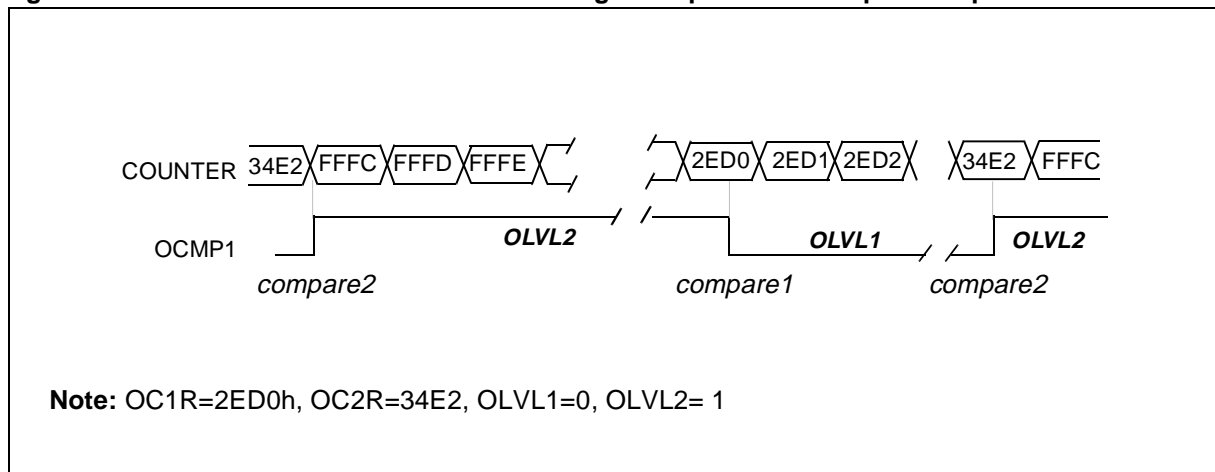 COUNTER 34E2 FFFC FFFD FFFE 2ED0 2ED1 2ED2 34E2 FFFC
OCMP1 OLVL2 OLVL1 OLVL2
compare2 compare1 compare2
Note: OC1R=2ED0h, OC2R=34E2, OLVL1=0, OLVL2= 1